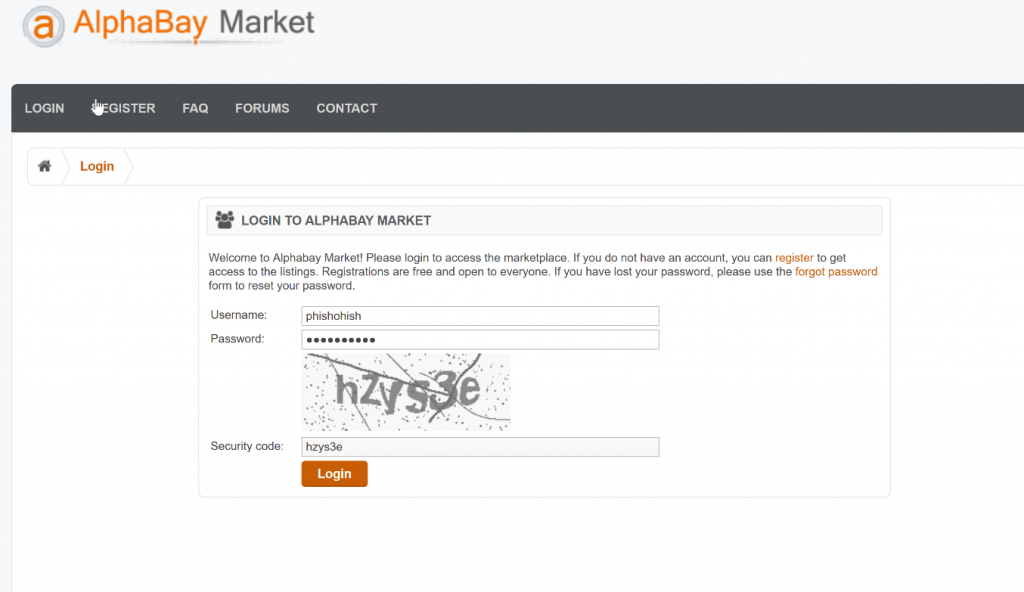 a AlphaBay Market
LOGIN REGISTER FAQ FORUMS CONTACT
Login
LOGIN TO ALPHABAY MARKET
Welcome to Alphabay Market! Please login to access the marketplace. If you do not have an account, you can register to get
access to the listings. Registrations are free and open to everyone. If you have lost your password, please use the forgot password
form to reset your password.
Username: phishohish
Password: ●●●●●●●●●●
hzys3e
Security code: hzys3e
Login